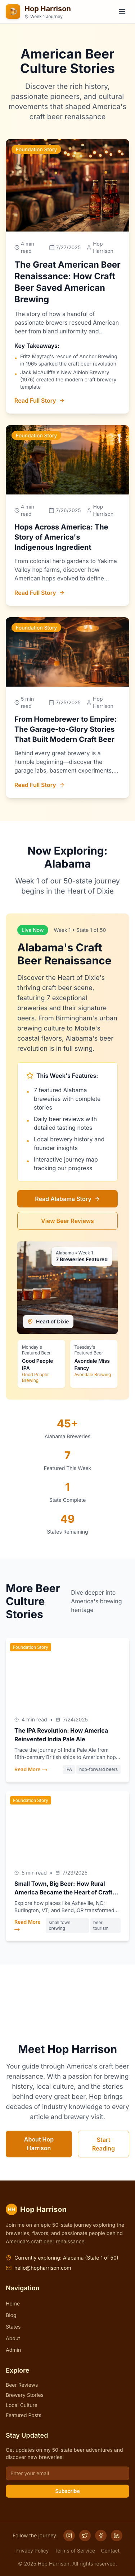 Hop Harrison
Week 1 Journey
American Beer
Culture Stories
Discover the rich history,
passionate pioneers, and cultural
movements that shaped America's
craft beer renaissance
Foundation Story
4 min read
7/27/2025
Hop Harrison
The Great American Beer
Renaissance: How Craft
Beer Saved American
Brewing
The story of how a handful of
passionate brewers rescued American
beer from bland uniformity and...
Key Takeaways:
Fritz Maytag's rescue of Anchor Brewing
in 1965 sparked the craft beer revolution
Jack McAuliffe's New Albion Brewery
(1976) created the modern craft brewery
template
Read Full Story →
Foundation Story
4 min read
7/26/2025
Hop Harrison
Hops Across America: The
Story of America's
Indigenous Ingredient
From colonial herb gardens to Yakima
Valley hop farms, discover how
American hops evolved to define...
Read Full Story →
Foundation Story
5 min read
7/25/2025
Hop Harrison
From Homebrewer to Empire:
The Garage-to-Glory Stories
That Built Modern Craft Beer
Behind every great brewery is a
humble beginning—discover the
garage labs, basement experiments,...
Read Full Story →
Now Exploring:
Alabama
Week 1 of our 50-state journey
begins in the Heart of Dixie
Live Now
Week 1 • State 1 of 50
Alabama's Craft
Beer Renaissance
Discover the Heart of Dixie's
thriving craft beer scene,
featuring 7 exceptional
breweries and their signature
beers. From Birmingham's urban
breweries to Mobile's
coastal flavors, Alabama's beer
revolution is in full swing.
This Week's Features:
7 featured Alabama
breweries with complete
stories
Daily beer reviews with
detailed tasting notes
Local brewery history and
founder insights
Interactive journey map
tracking our progress
Read Alabama Story →
View Beer Reviews
Alabama • Week 1
7 Breweries Featured
Heart of Dixie
Monday's
Featured Beer
Good People
IPA
Good People
Brewing
Tuesday's
Featured Beer
Avondale Miss
Fancy
Avondale Brewing
45+
Alabama Breweries
7
Featured This Week
1
State Complete
49
States Remaining
More Beer
Culture
Stories
Dive deeper into
America's brewing
heritage
Foundation Story
4 min read • 7/24/2025
The IPA Revolution: How America
Reinvented India Pale Ale
Trace the journey of India Pale Ale from
18th-century British ships to American hop...
Read More →
IPA
hop-forward beers
Foundation Story
5 min read • 7/23/2025
Small Town, Big Beer: How Rural
America Became the Heart of Craft...
Explore how places like Asheville, NC;
Burlington, VT; and Bend, OR transformed...
Read More →
small town brewing
beer tourism
Meet Hop Harrison
Your guide through America's craft
beer renaissance. With a passion for
brewing history, local culture, and
the stories behind every great beer, Hop brings
decades of industry knowledge to
every state and brewery visit.
About Hop Harrison
Start Reading
HH Hop Harrison
Join me on an epic 50-state journey exploring the
breweries, flavors, and passionate people behind
America's craft beer renaissance.
Currently exploring: Alabama (State 1 of 50)
hello@hopharrison.com
Navigation
Home
Blog
States
About
Admin
Explore
Beer Reviews
Brewery Stories
Local Culture
Featured Posts
Stay Updated
Get updates on my 50-state beer adventures and
discover new breweries!
Enter your email
Subscribe
Follow the journey:
Privacy Policy
Terms of Service
Contact
© 2025 Hop Harrison. All rights reserved.